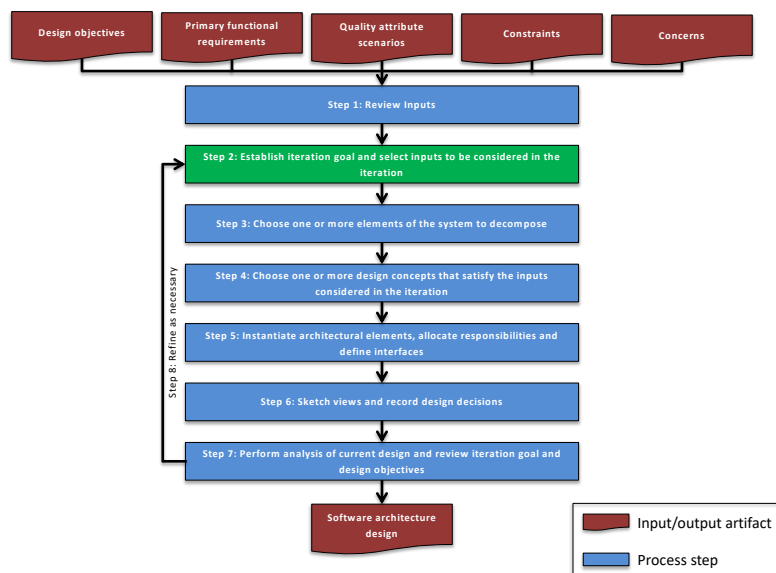 Design objectives
Primary functional
requirements
Quality attribute
scenarios
Constraints
Concerns
Step 1: Review Inputs
Step 2: Establish iteration goal and select inputs to be considered in the
iteration
Step 3: Choose one or more elements of the system to decompose
Step 4: Choose one or more design concepts that satisfy the inputs
considered in the iteration
Step 5: Instantiate architectural elements, allocate responsibilities and
define interfaces
Step 6: Sketch views and record design decisions
Step 7: Perform analysis of current design and review iteration goal and
design objectives
Step 8: Refine as necessary
Software architecture
design
Input/output artifact
Process step